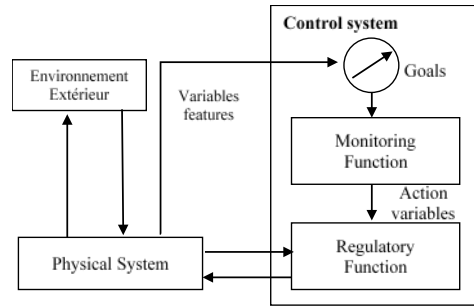 Control system
Environnement
Extérieur
Variables
features
Goals
Monitoring
Function
Action
variables
Physical System
Regulatory
Function